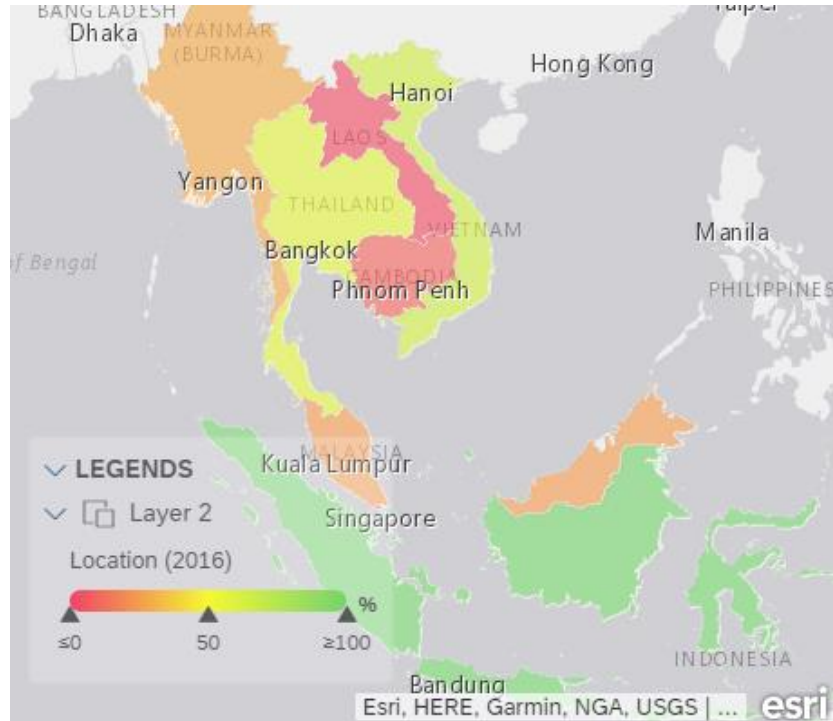 BANGLADESH
Taipei
Dhaka
MYANMAR
(BURMA)
Hong Kong
Hanoi
LAOS
Yangon
THAILAND
VIETNAM
Manila
Bangkok
of Bengal
CAMBODIA
Phnom Penh
PHILIPPINES
MALAYSIA
Kuala Lumpur
LEGENDS
Layer 2
Singapore
Location (2016)
%
≤0 50 ≥100
INDONESIA
Bandung
Esri, HERE, Garmin, NGA, USGS | ...
esri